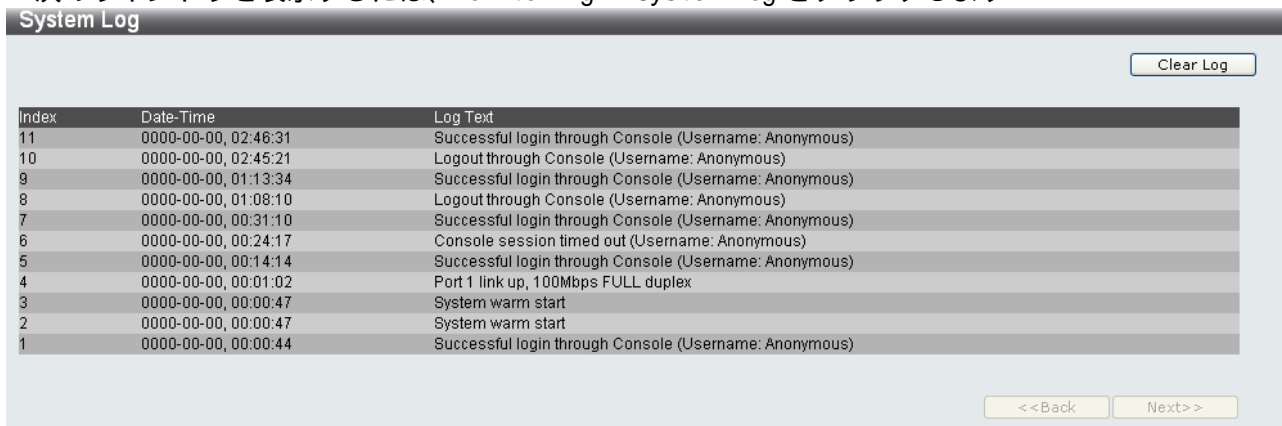 System Log
Clear Log
Index Date-Time Log Text
11 0000-00-00, 02:46:31 Successful login through Console (Username: Anonymous)
10 0000-00-00, 02:45:21 Logout through Console (Username: Anonymous)
9 0000-00-00, 01:13:34 Successful login through Console (Username: Anonymous)
8 0000-00-00, 01:08:10 Logout through Console (Username: Anonymous)
7 0000-00-00, 00:31:10 Successful login through Console (Username: Anonymous)
6 0000-00-00, 00:24:17 Console session timed out (Username: Anonymous)
5 0000-00-00, 00:14:14 Successful login through Console (Username: Anonymous)
4 0000-00-00, 00:01:02 Port 1 link up, 100Mbps FULL duplex
3 0000-00-00, 00:00:47 System warm start
2 0000-00-00, 00:00:47 System warm start
1 0000-00-00, 00:00:44 Successful login through Console (Username: Anonymous)
<<Back Next>>